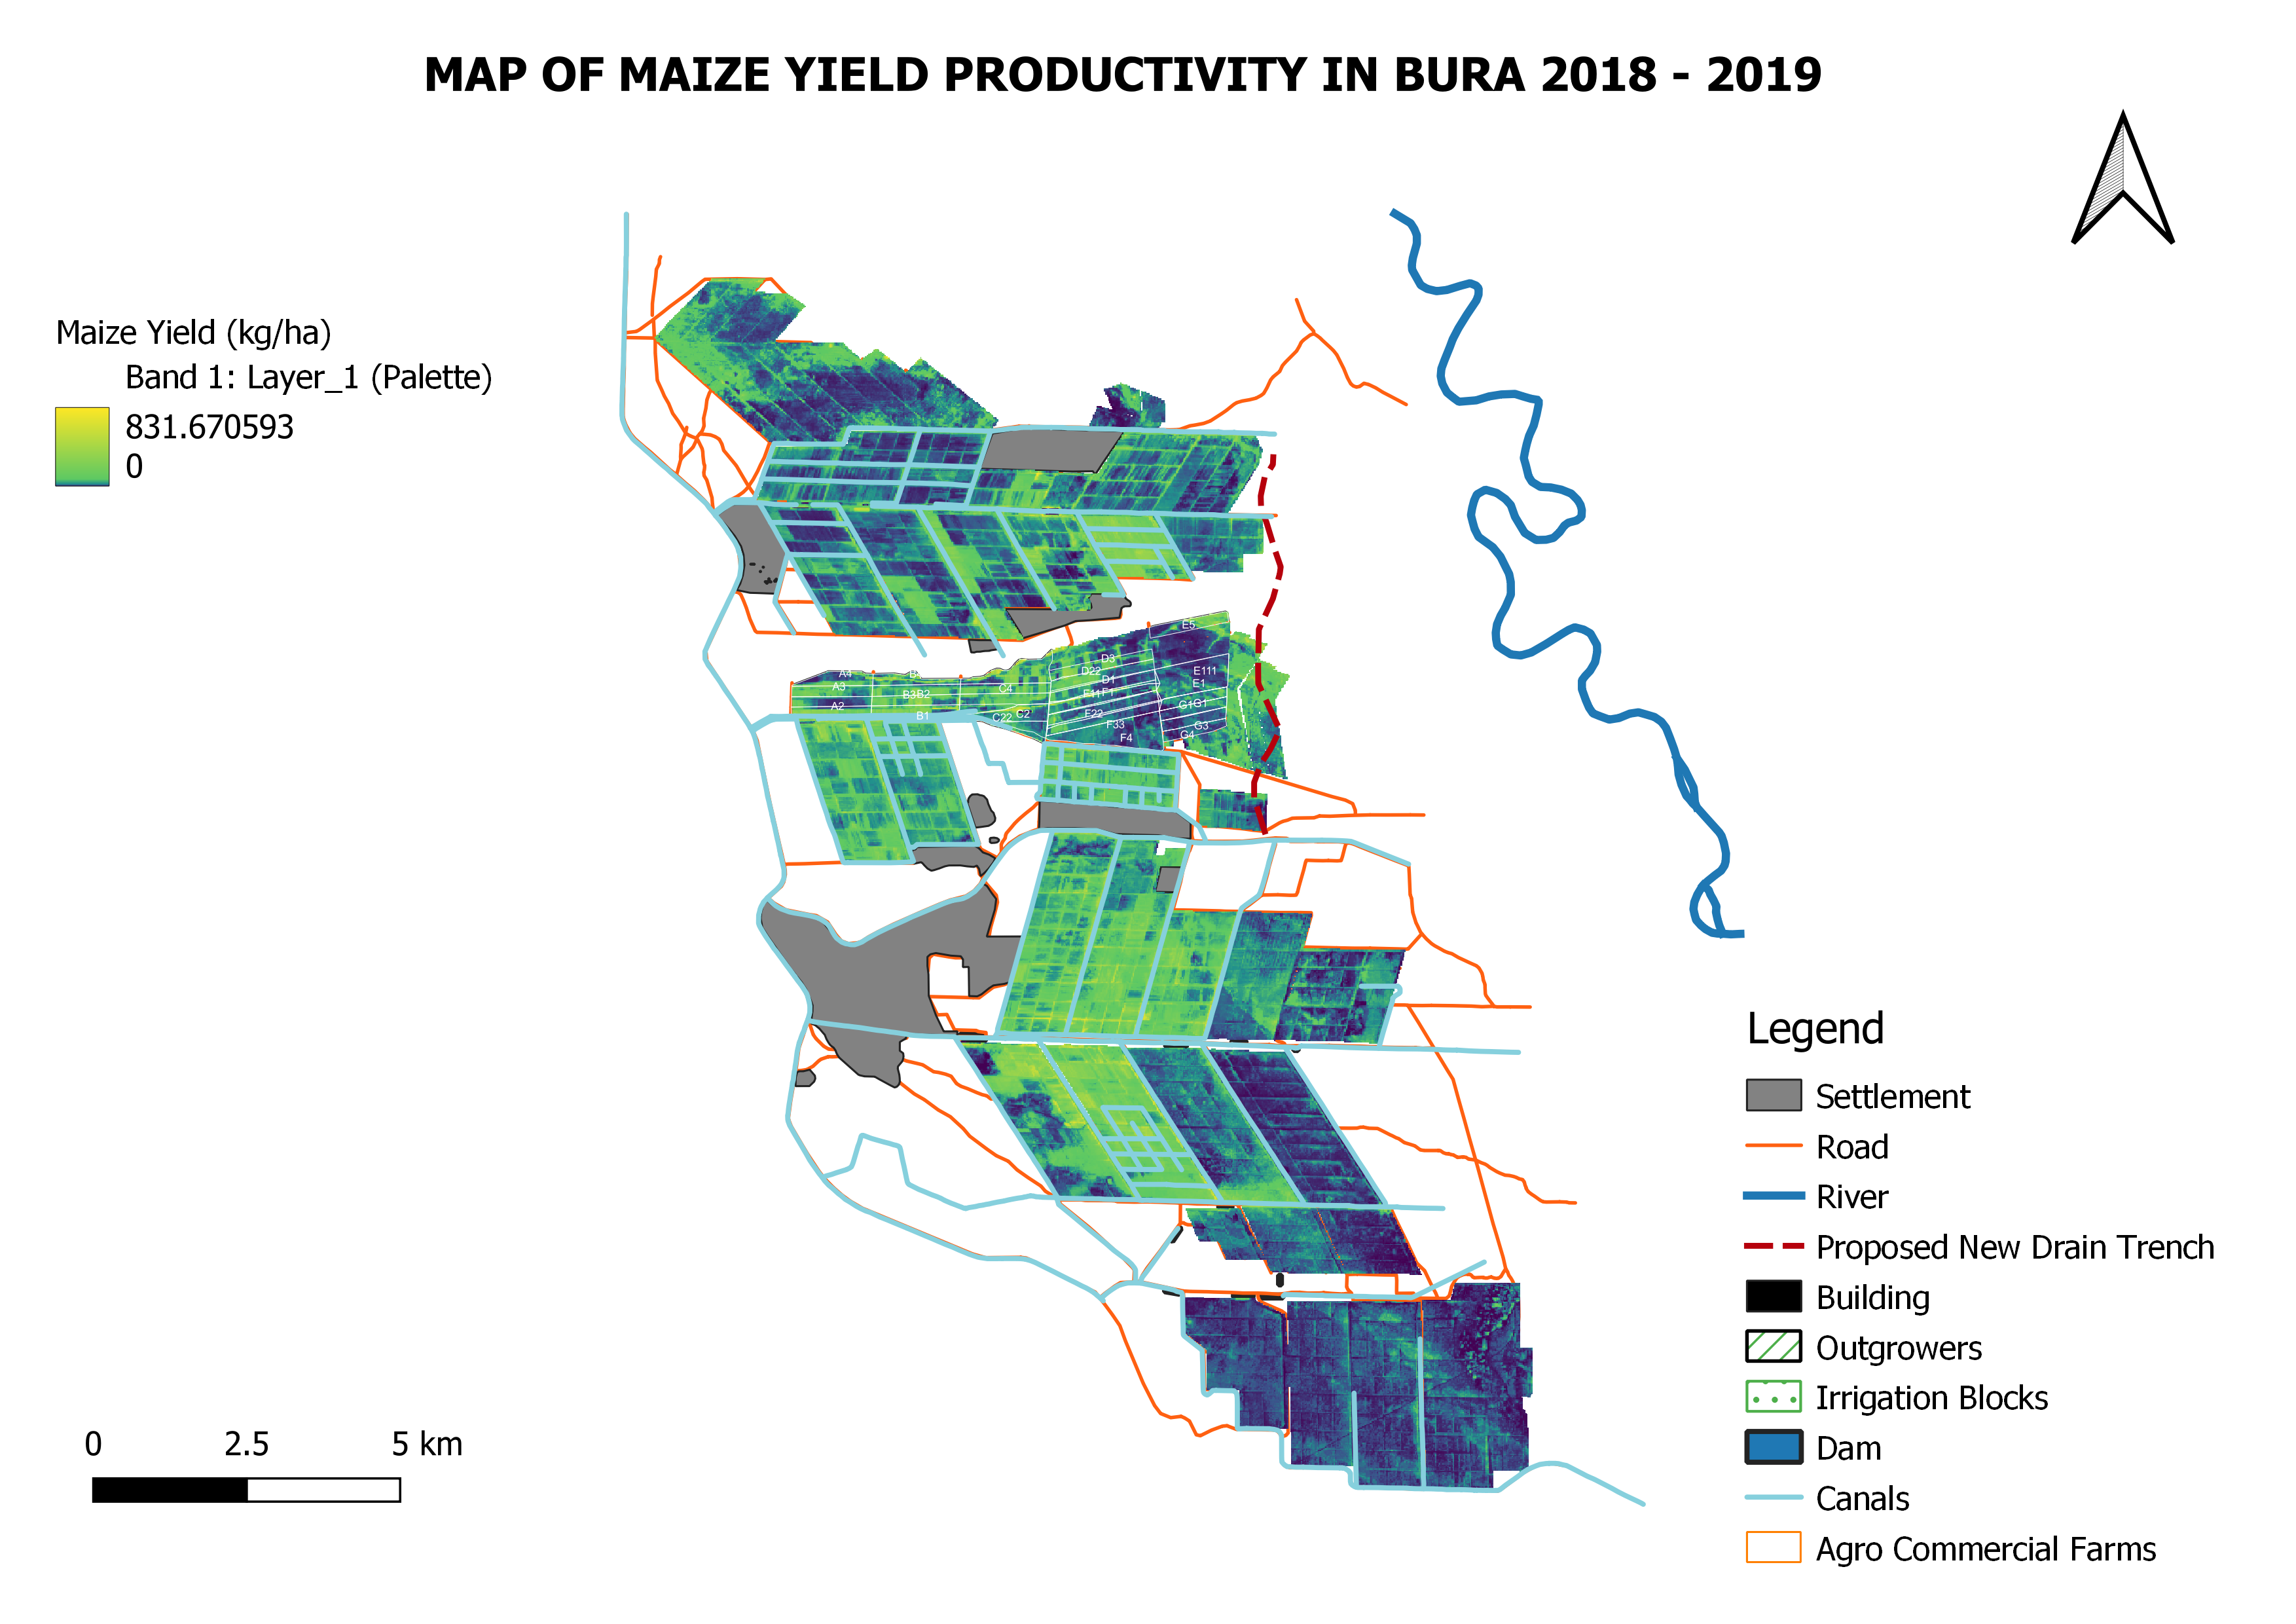 MAP OF MAIZE YIELD PRODUCTIVITY IN BURA 2018 - 2019
Maize Yield (kg/ha)
Band 1: Layer_1 (Palette)
831.670593
0
E5
D3
A4
D22
E111
D1
E1
A3
C4
B3B2
E11F1
A2
G1G1
B1
C22
C2
F22
F33
G3
F4
G4
Legend
Settlement
Road
River
Proposed New Drain Trench
Building
Outgrowers
Irrigation Blocks
Dam
Canals
Agro Commercial Farms
0 2.5 5 km